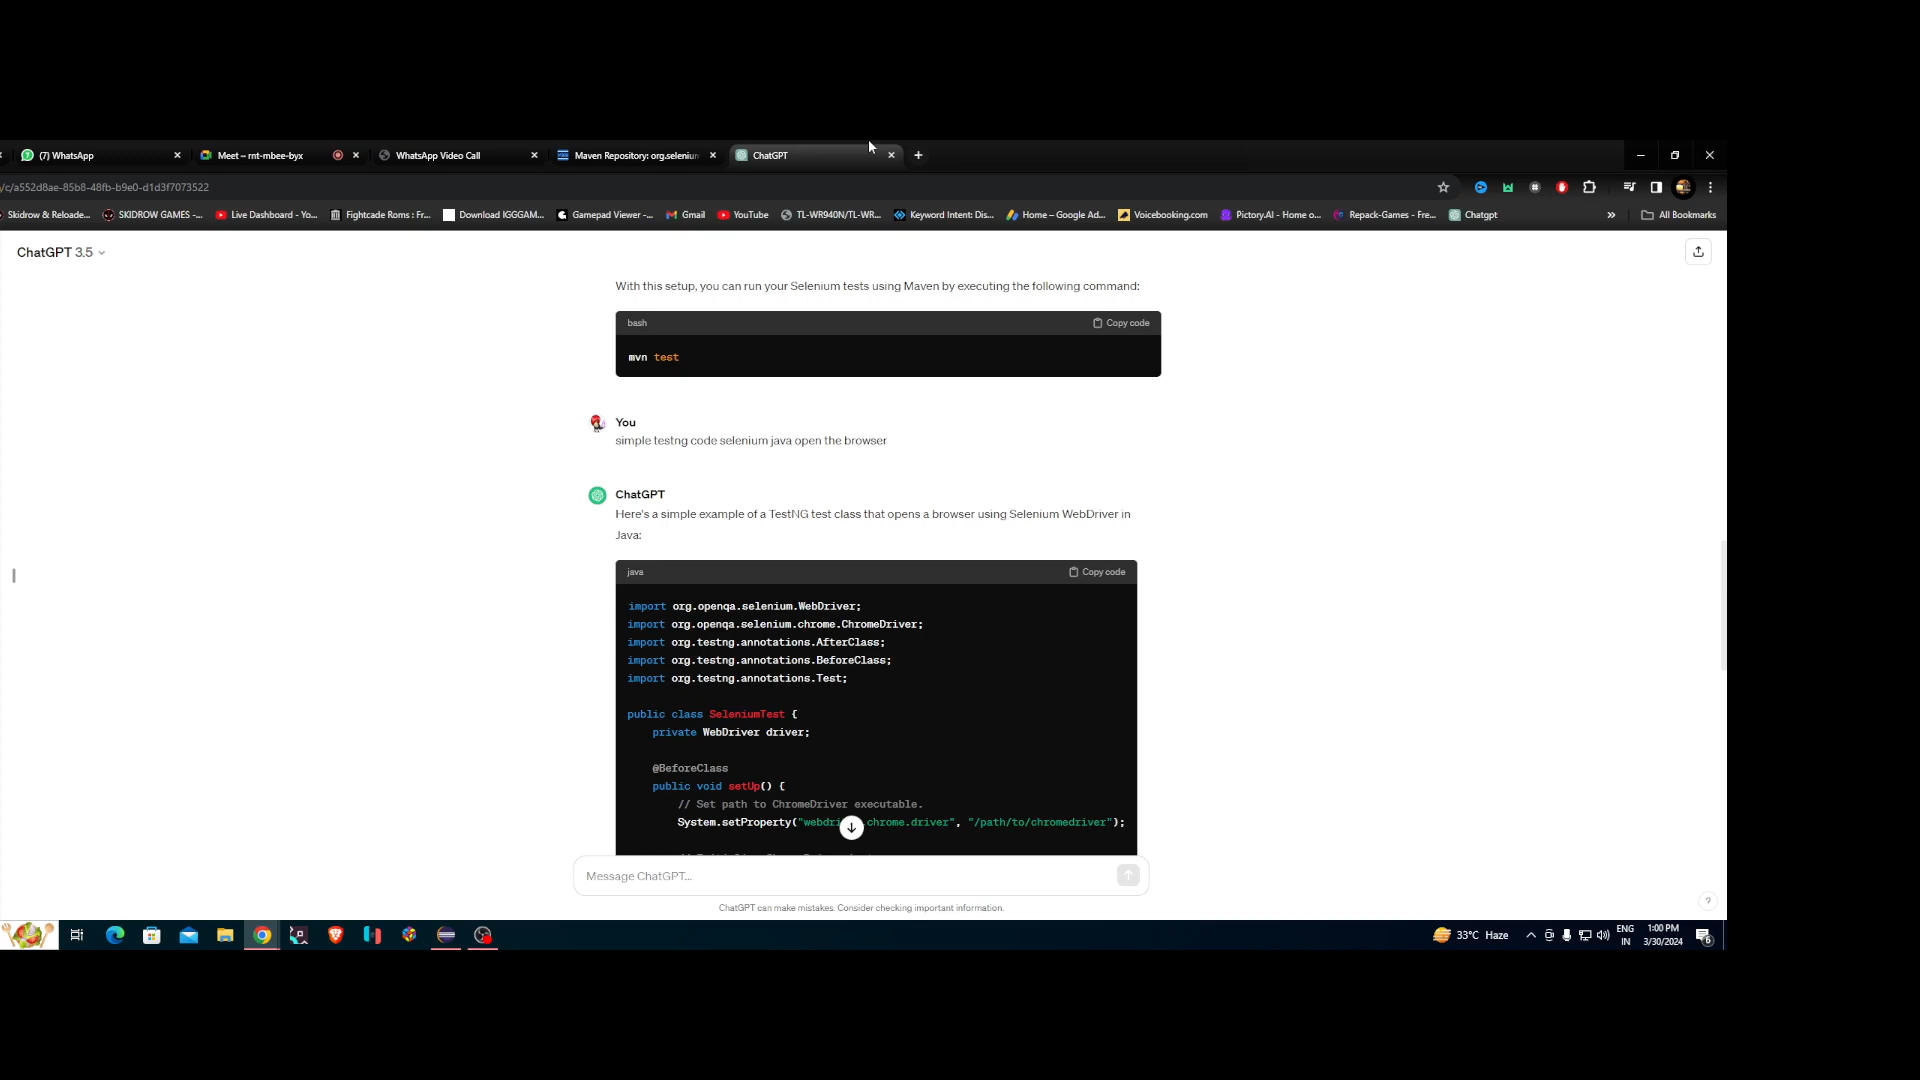 (7) WhatsApp
Meet – rnt-mbee-byx
WhatsApp Video Call
Maven Repository: org.seleniun
ChatGPT
/c/a552d8ae-85b8-48fb-b9e0-d1d3f7073522
Skidrow & Reloade...
SKIDROW GAMES -...
Live Dashboard - Yo...
Fightcade Roms : Fr...
Download IGGGAM...
Gamepad Viewer -...
Gmail
YouTube
TL-WR940N/TL-WR...
Keyword Intent: Dis...
Home – Google Ad...
Voicebooking.com
Pictory.AI - Home o...
Repack-Games - Fre...
Chatgpt
»
All Bookmarks
ChatGPT 3.5
With this setup, you can run your Selenium tests using Maven by executing the following command:
bash
Copy code
mvn test
You
simple testng code selenium java open the browser
ChatGPT
Here's a simple example of a TestNG test class that opens a browser using Selenium WebDriver in
Java:
java
Copy code
import org.openqa.selenium.WebDriver;
import org.openqa.selenium.chrome.ChromeDriver;
import org.testng.annotations.AfterClass;
import org.testng.annotations.BeforeClass;
import org.testng.annotations.Test;
public class SeleniumTest {
private WebDriver driver;
@BeforeClass
public void setUp() {
// Set path to ChromeDriver executable.
System.setProperty("webdri .chrome.driver", "/path/to/chromedriver");
Message ChatGPT...
ChatGPT can make mistakes. Consider checking important information.
?
33°C Haze
ENG
IN
1:00 PM
3/30/2024
6